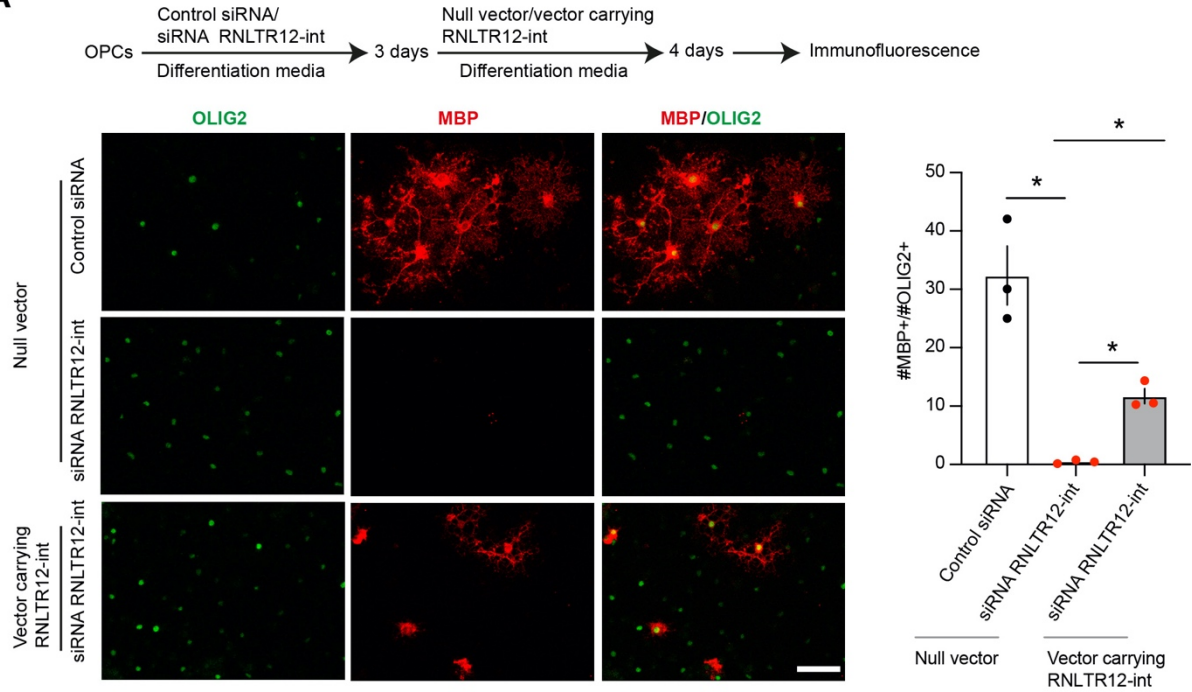 A
Control siRNA/
siRNA RNLTR12-int
Null vector/vector carrying
RNLTR12-int
OPCs
3 days
4 days
Immunofluorescence
Differentiation media
Differentiation media
OLIG2
MBP
MBP/OLIG2
Null vector
Control siRNA
siRNA RNLTR12-int
Vector carrying
RNLTR12-int
siRNA RNLTR12-int
#MBP+/#OLIG2+
50
40
30
20
10
0
*
*
*
Control siRNA
siRNA RNLTR12-int
siRNA RNLTR12-int
Null vector
Vector carrying
RNLTR12-int